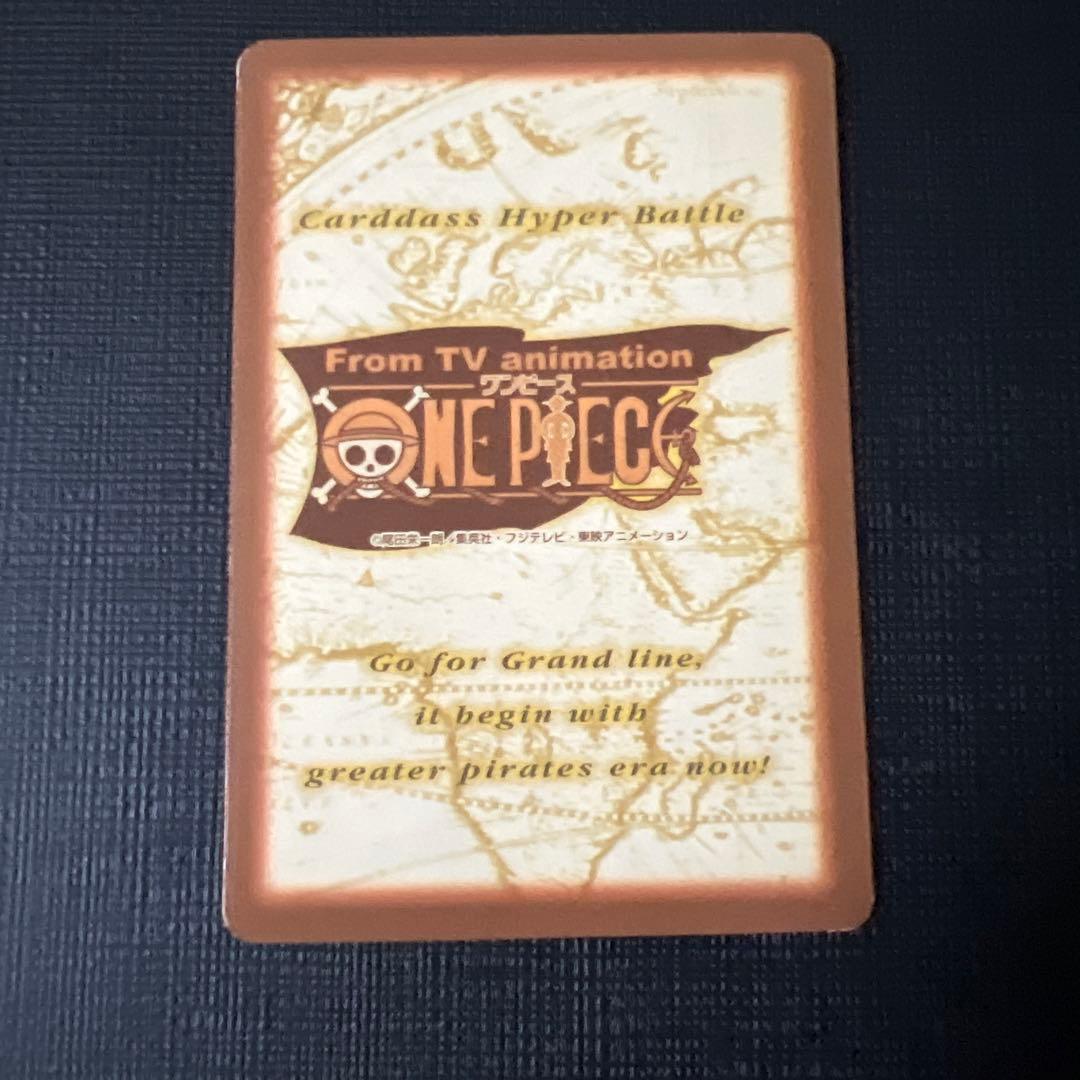 Carddass Hyper Battle
From TV animation
ワンピース
ONE PIECE
©尾田栄一郎/集英社・フジテレビ・東映アニメーション
Go for Grand line,
it begin with
greater pirates era now!